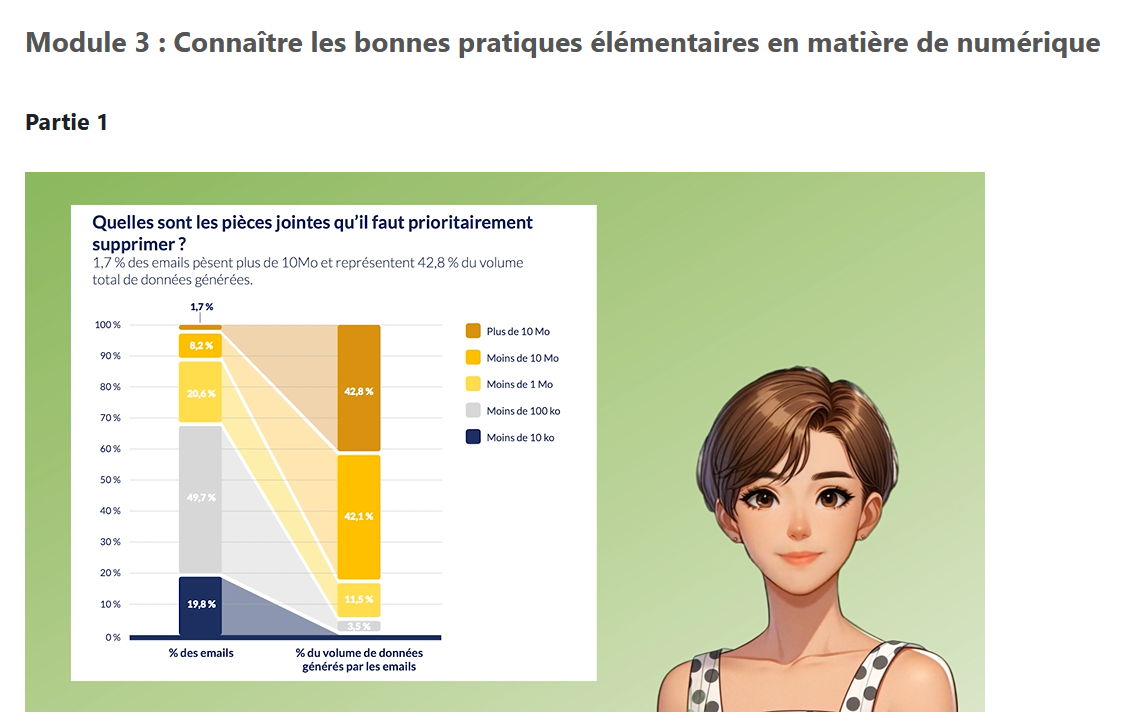 Module 3 : Connaître les bonnes pratiques élémentaires en matière de numérique
Partie 1
Quelles sont les pièces jointes qu’il faut prioritairement
supprimer ?
1,7 % des emails pèsent plus de 10Mo et représentent 42,8 % du volume
total de données générées.
1,7 %
100 %
90 %
80 %
70 %
60 %
50 %
40 %
30 %
20 %
10 %
0 %
8,2 %
20,6 %
49,7 %
19,8 %
42,8 %
42,1 %
11,5 %
3,5 %
Plus de 10 Mo
Moins de 10 Mo
Moins de 1 Mo
Moins de 100 ko
Moins de 10 ko
% des emails
% du volume de données
générés par les emails